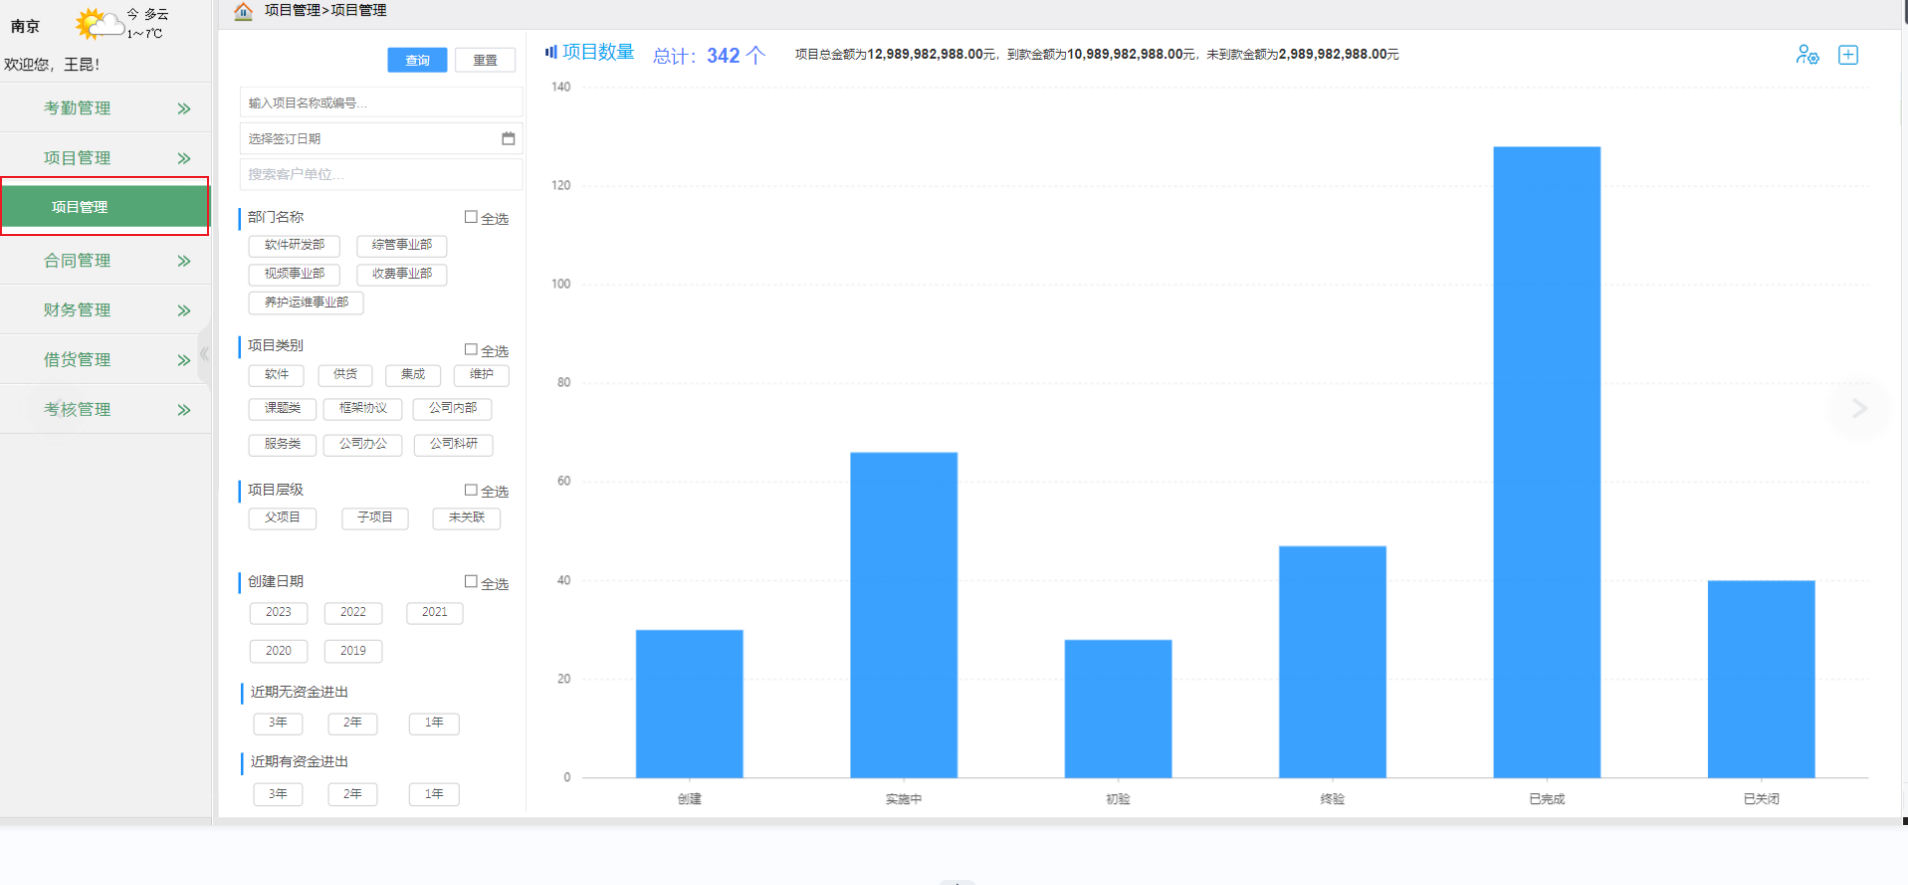 南京
今 多云
1～7℃
欢迎您，王昆！
考勤管理
项目管理
项目管理
合同管理
财务管理
借货管理
考核管理
项目管理>项目管理
查询 重置
输入项目名称或编号...
选择签订日期
搜索客户单位...
部门名称 全选
软件研发部 综管事业部
视频事业部 收费事业部
养护运维事业部
项目类别 全选
软件 供货 集成 维护
课题类 框架协议 公司内部
服务类 公司办公 公司科研
项目层级 全选
父项目 子项目 未关联
创建日期 全选
2023 2022 2021
2020 2019
近期无资金进出
3年 2年 1年
近期有资金进出
3年 2年 1年
项目数量 总计：342 个 项目总金额为12,989,982,988.00元，到款金额为10,989,982,988.00元，未到款金额为2,989,982,988.00元
140
120
100
80
60
40
20
0
创建 实施中 初验 终验 已完成 已关闭